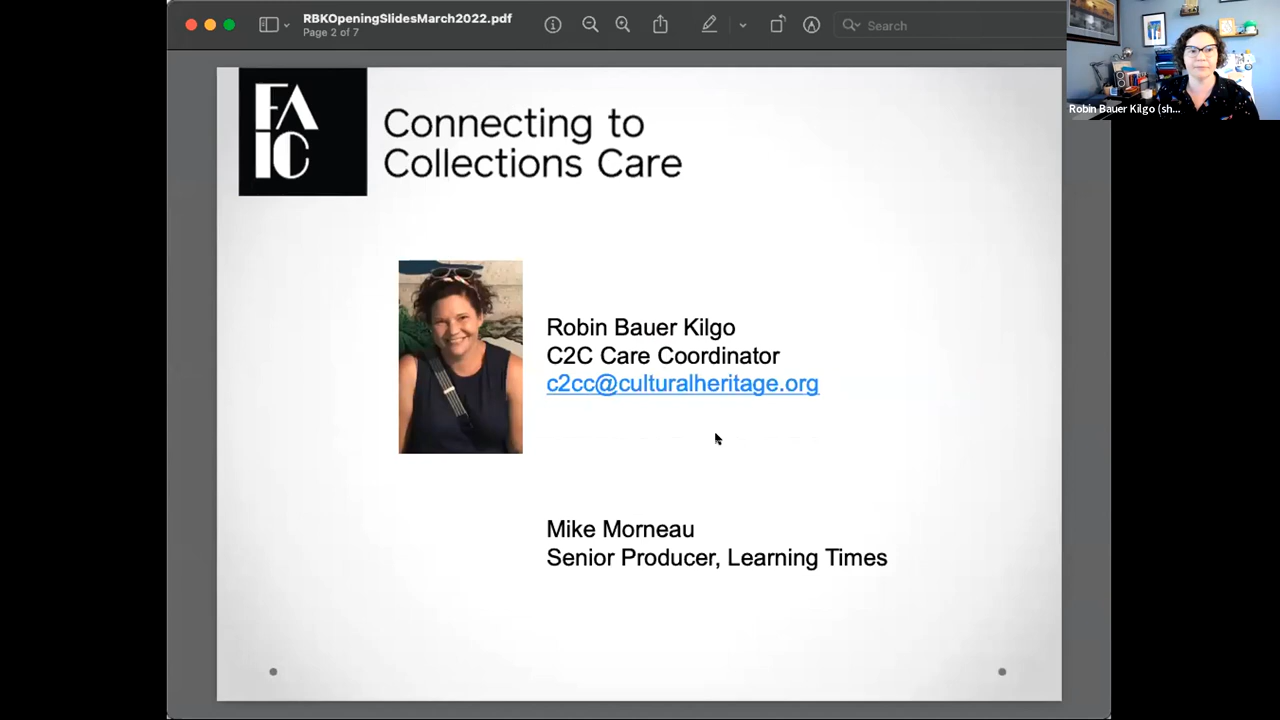 RBKOpeningSlidesMarch2022.pdf
Page 2 of 7
Search
Robin Bauer Kilgo (sh...
FA
IC
Connecting to
Collections Care
Robin Bauer Kilgo
C2C Care Coordinator
c2cc@culturalheritage.org
Mike Morneau
Senior Producer, Learning Times